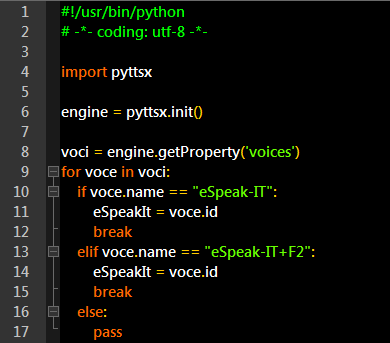 1 #!/usr/bin/python
2 # -*- coding: utf-8 -*-
3
4 import pyttsx
5
6 engine = pyttsx.init()
7
8 voci = engine.getProperty('voices')
9 for voce in voci:
10     if voce.name == "eSpeak-IT":
11         eSpeakIt = voce.id
12         break
13     elif voce.name == "eSpeak-IT+F2":
14         eSpeakIt = voce.id
15         break
16     else:
17         pass